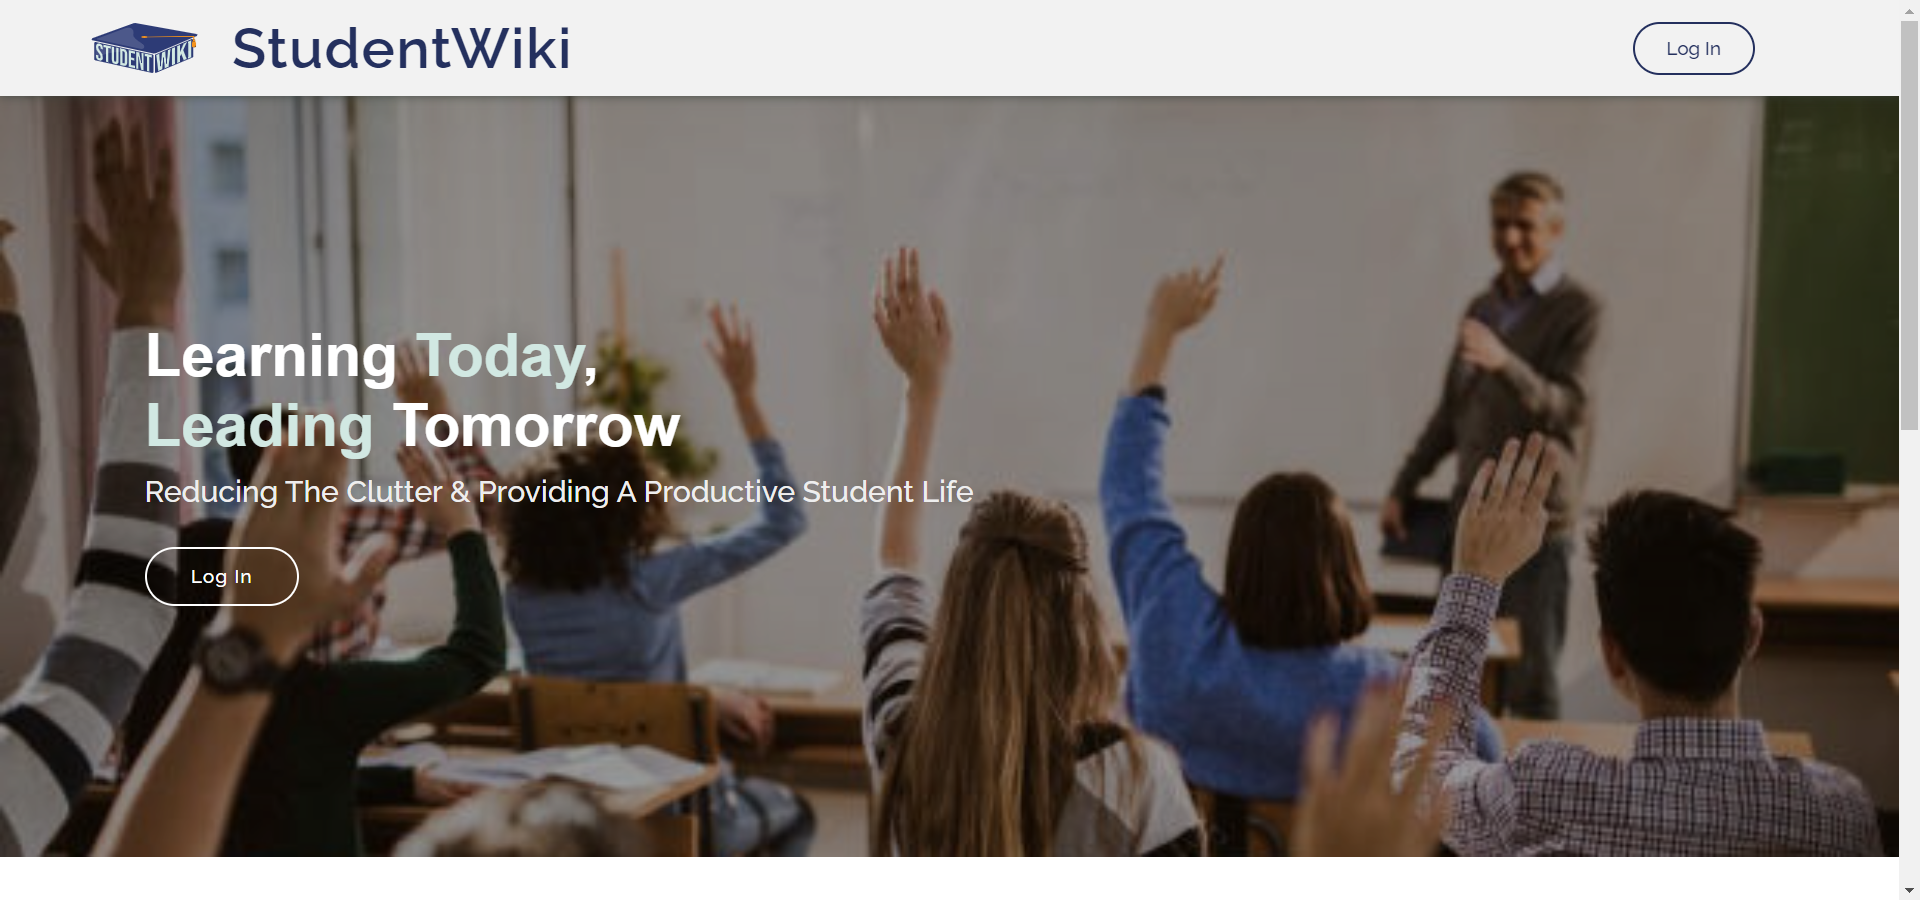 STUDENTWIKI
StudentWiki
Log In
Learning Today,
Leading Tomorrow
Reducing The Clutter & Providing A Productive Student Life
Log In